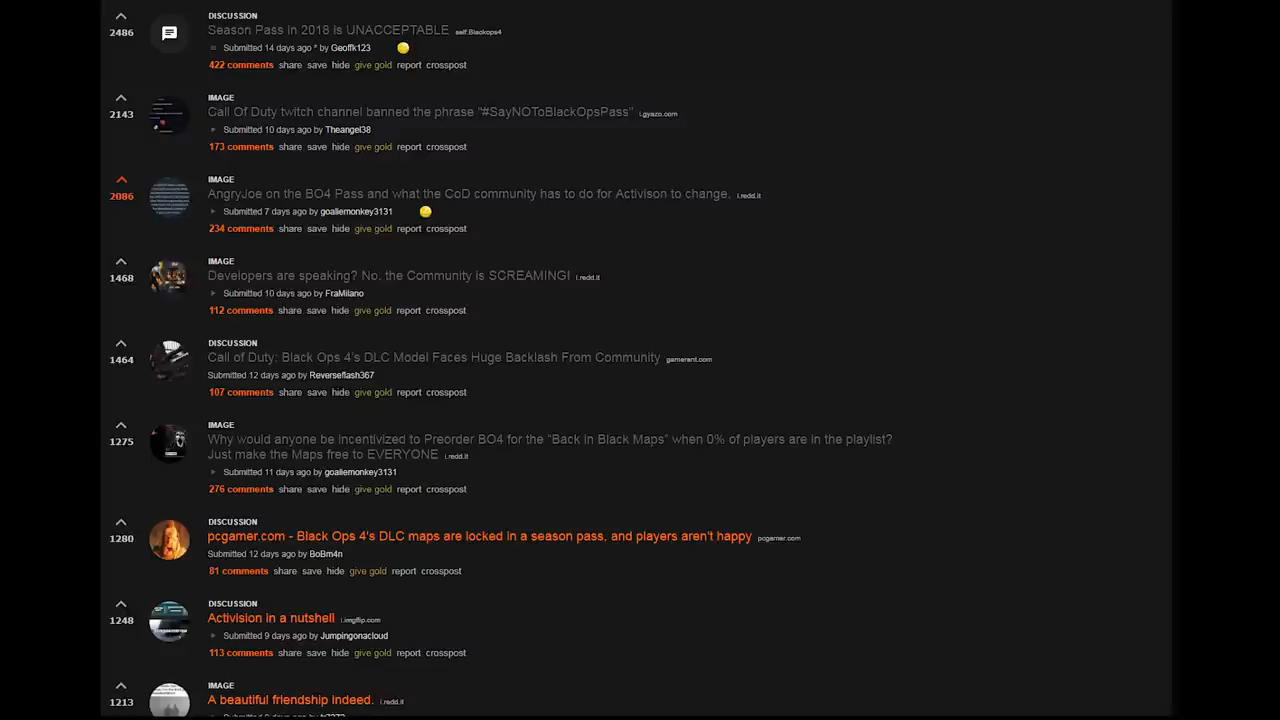 DISCUSSION
2486
Season Pass in 2018 is UNACCEPTABLE self.Blackops4
Submitted 14 days ago * by Geoffk123
422 comments share save hide give gold report crosspost
IMAGE
2143
Call Of Duty twitch channel banned the phrase "#SayNOToBlackOpsPass" i.gyazo.com
Submitted 10 days ago by Theangel38
173 comments share save hide give gold report crosspost
IMAGE
2086
AngryJoe on the BO4 Pass and what the CoD community has to do for Activison to change. i.redd.it
Submitted 7 days ago by goaliemonkey3131
234 comments share save hide give gold report crosspost
IMAGE
1468
Developers are speaking? No, the Community is SCREAMING! i.redd.it
Submitted 10 days ago by FraMilano
112 comments share save hide give gold report crosspost
DISCUSSION
1464
Call of Duty: Black Ops 4's DLC Model Faces Huge Backlash From Community gamerant.com
Submitted 12 days ago by Reverseflash367
107 comments share save hide give gold report crosspost
IMAGE
1275
Why would anyone be incentivized to Preorder BO4 for the "Back in Black Maps" when 0% of players are in the playlist?
Just make the Maps free to EVERYONE i.redd.it
Submitted 11 days ago by goaliemonkey3131
276 comments share save hide give gold report crosspost
DISCUSSION
1280
pcgamer.com - Black Ops 4's DLC maps are locked in a season pass, and players aren't happy pcgamer.com
Submitted 12 days ago by BoBm4n
81 comments share save hide give gold report crosspost
DISCUSSION
1248
Activision in a nutshell i.imgflip.com
Submitted 9 days ago by Jumpingonacloud
113 comments share save hide give gold report crosspost
IMAGE
1213
A beautiful friendship indeed. i.redd.it